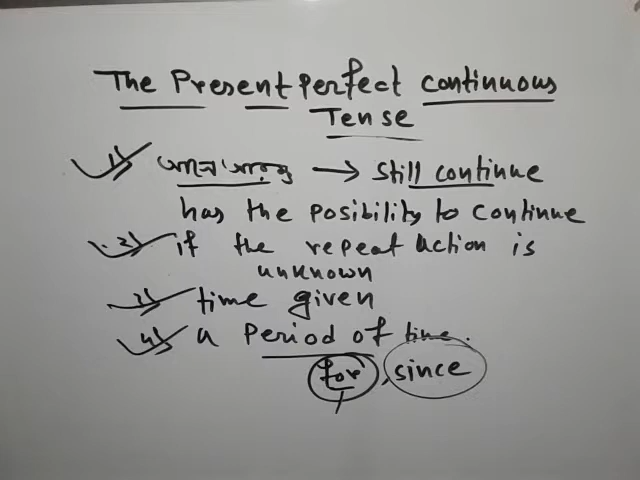 The Present Perfect Continuous
Tense
1) → still continue
has the posibility to continue
2) if the repeat action is
unknown
3) time given
4) a period of time.
for, since